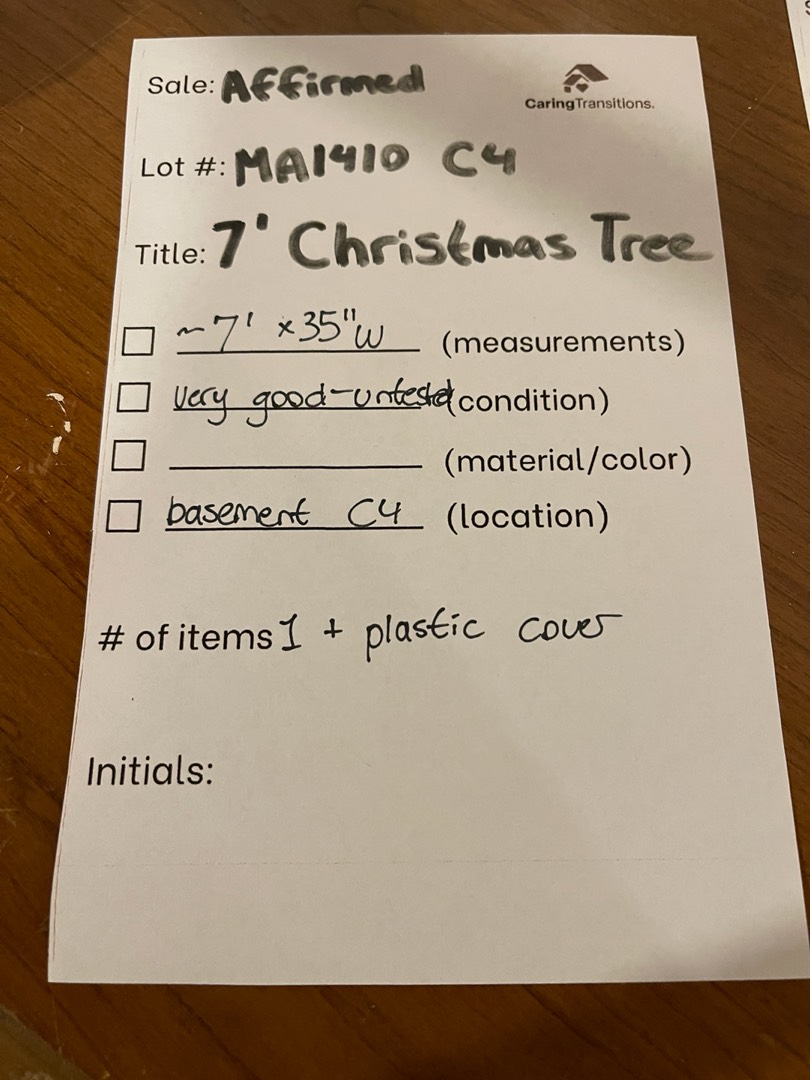 Sale: Affirmed
CaringTransitions.
Lot #: MA1410 C4
Title: 7' Christmas Tree
~7' x35"W (measurements)
very good-untested (condition)
(material/color)
basement C4 (location)
# of items 1 + plastic cover
Initials: